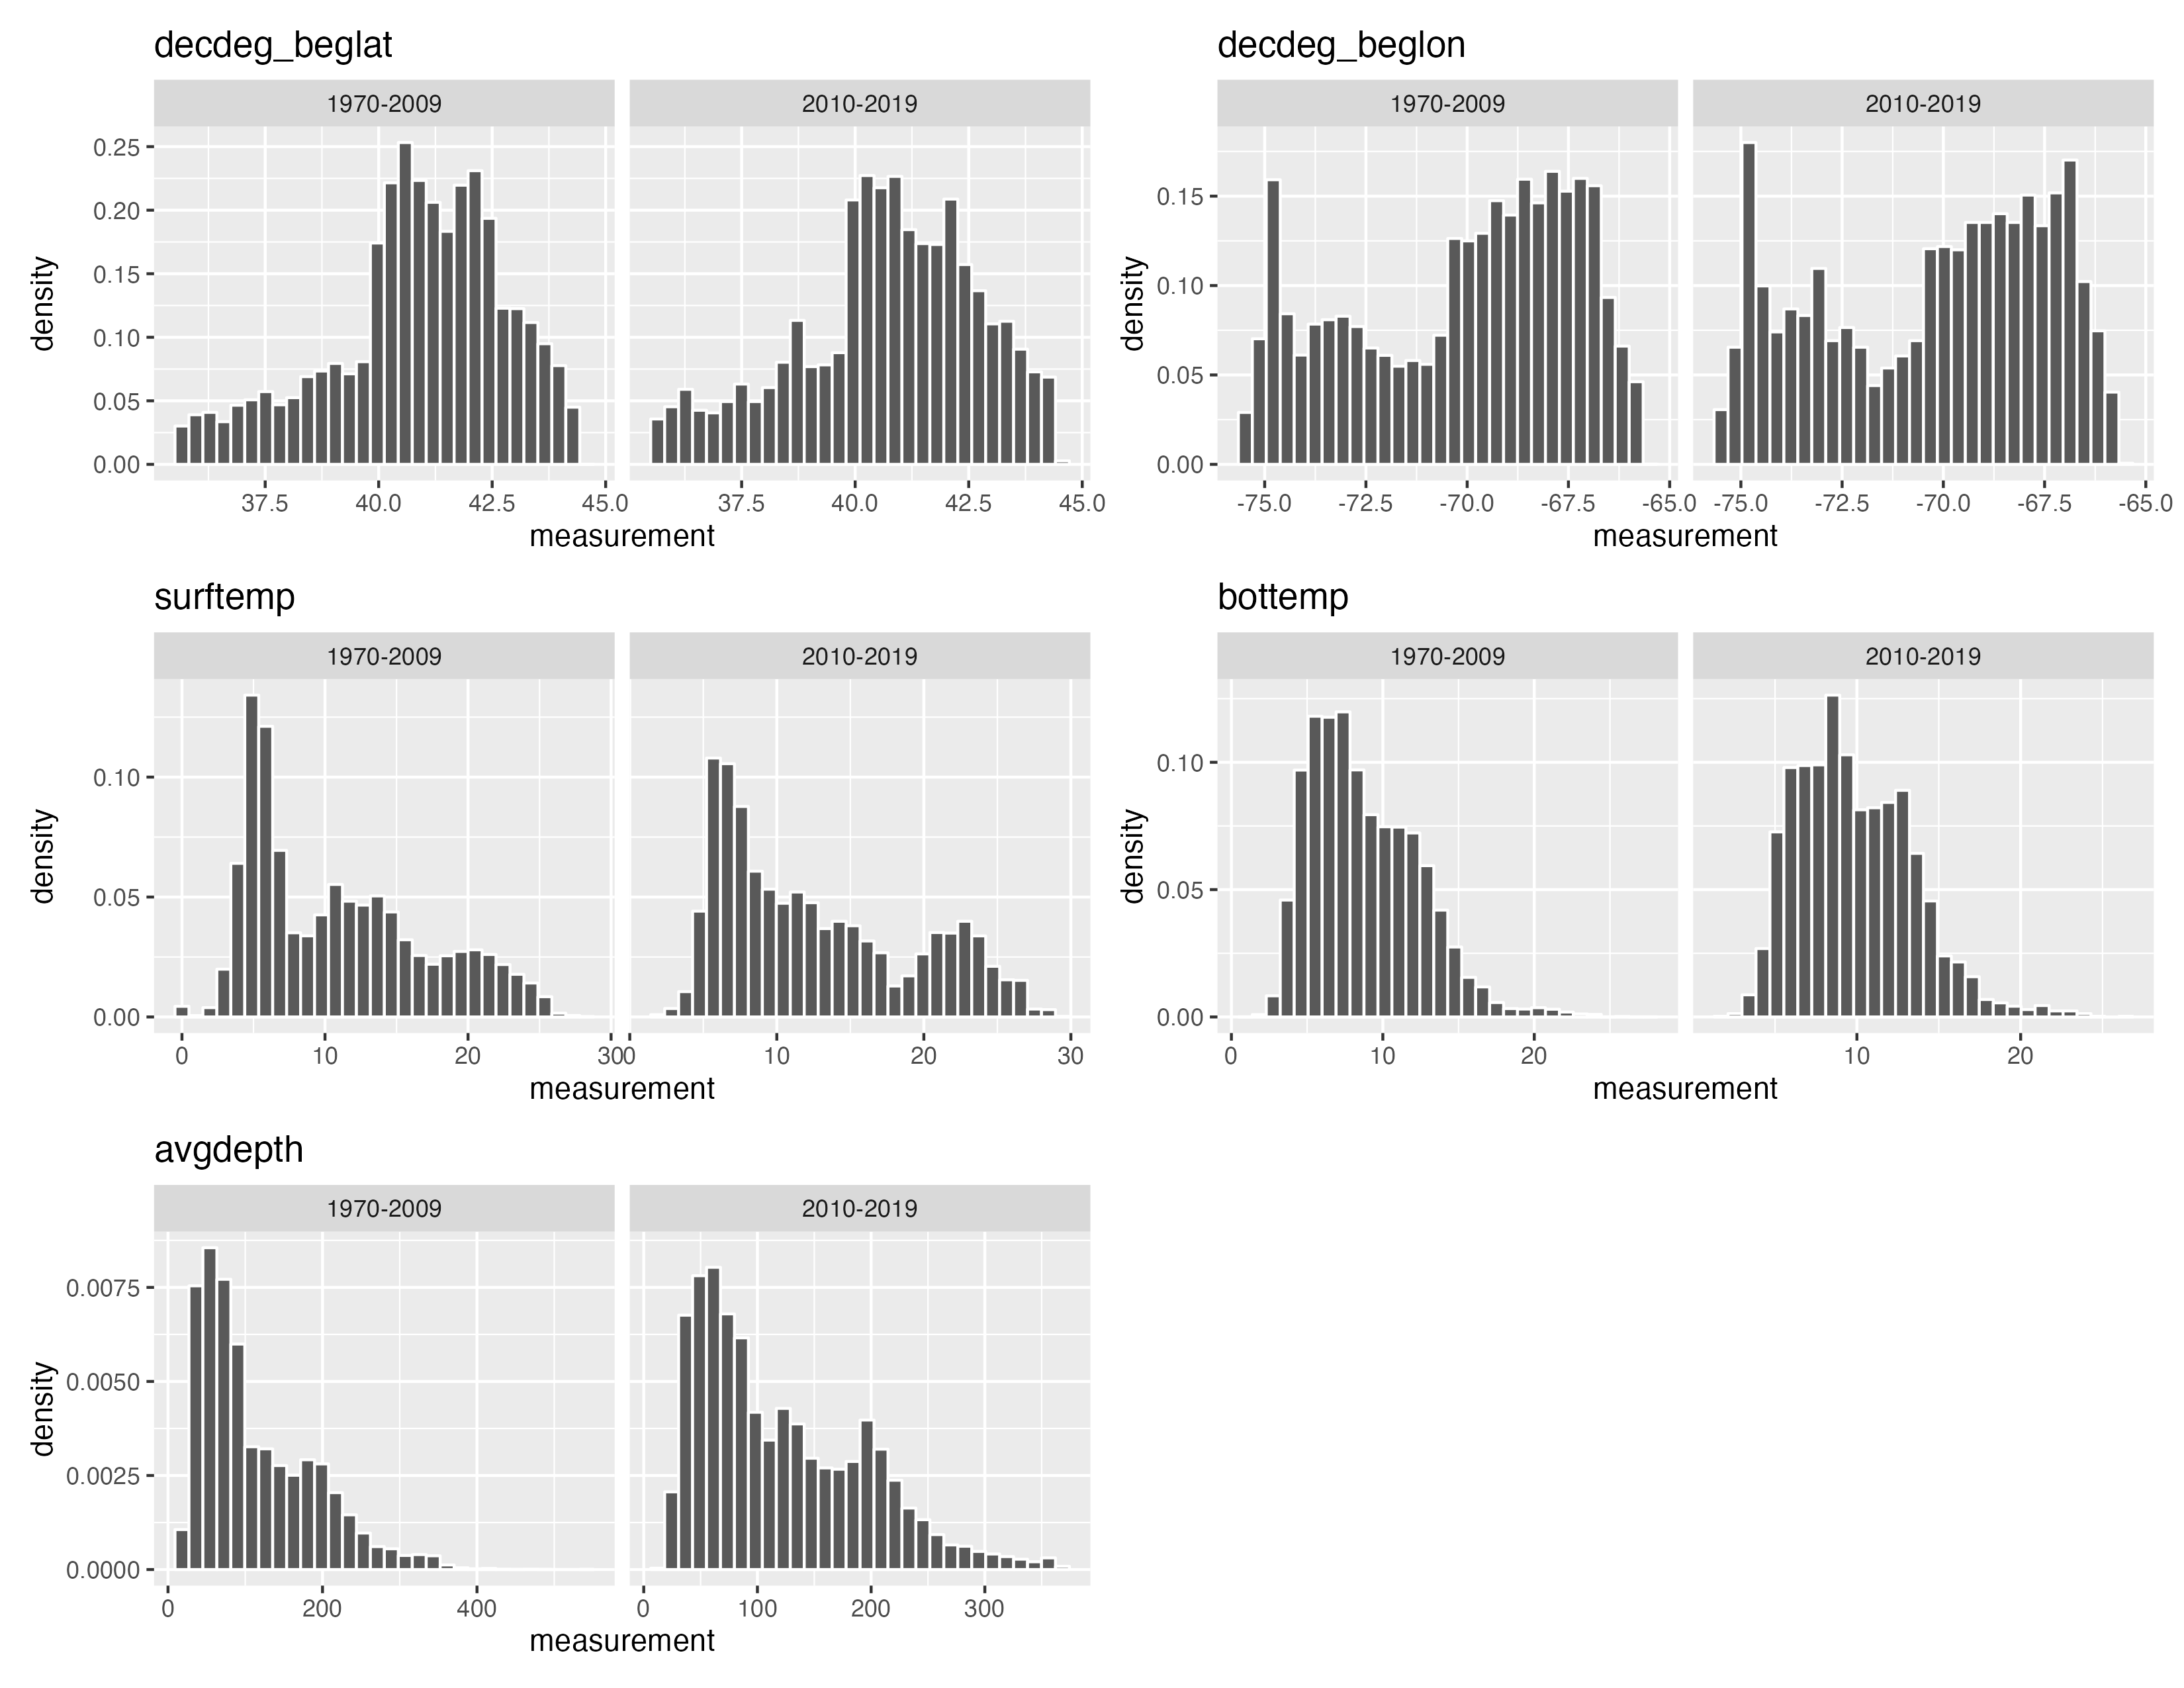 decdeg_beglat
1970-2009 2010-2019
density
0.25
0.20
0.15
0.10
0.05
0.00
37.5 40.0 42.5 45.0 37.5 40.0 42.5 45.0
measurement
decdeg_beglon
1970-2009 2010-2019
density
0.15
0.10
0.05
0.00
-75.0 -72.5 -70.0 -67.5 -65.0 -75.0 -72.5 -70.0 -67.5 -65.0
measurement
surftemp
1970-2009 2010-2019
density
0.10
0.05
0.00
0 10 20 30 0 10 20 30
measurement
bottemp
1970-2009 2010-2019
density
0.10
0.05
0.00
0 10 20 10 20
measurement
avgdepth
1970-2009 2010-2019
density
0.0075
0.0050
0.0025
0.0000
0 200 400 0 100 200 300
measurement